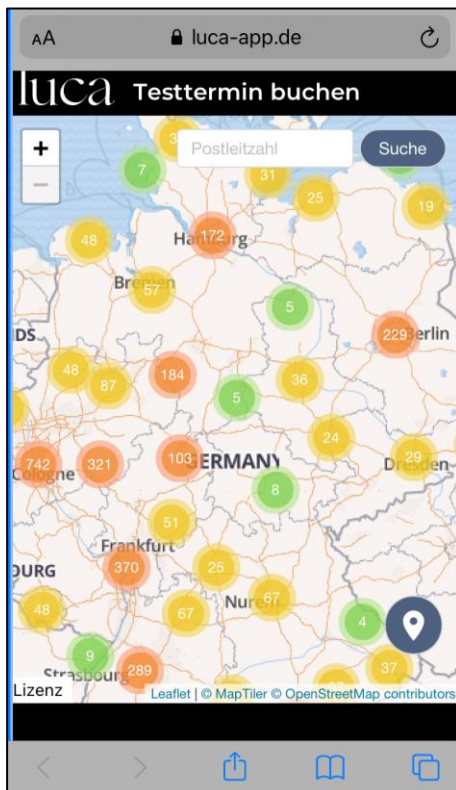 AA luca-app.de
luca Testtermin buchen
+
Postleitzahl Suche
−
7
31
25
19
48
172
Hamburg
Bremen
57
5
229
Berlin
NDS
48
87
184
5
36
24
29
Dresden
742
321
103
GERMANY
Cologne
8
51
Frankfurt
370
25
OURG
48
67
Nurem
67
4
9
Strasbourg
289
37
Lizenz
Leaflet | © MapTiler © OpenStreetMap contributors